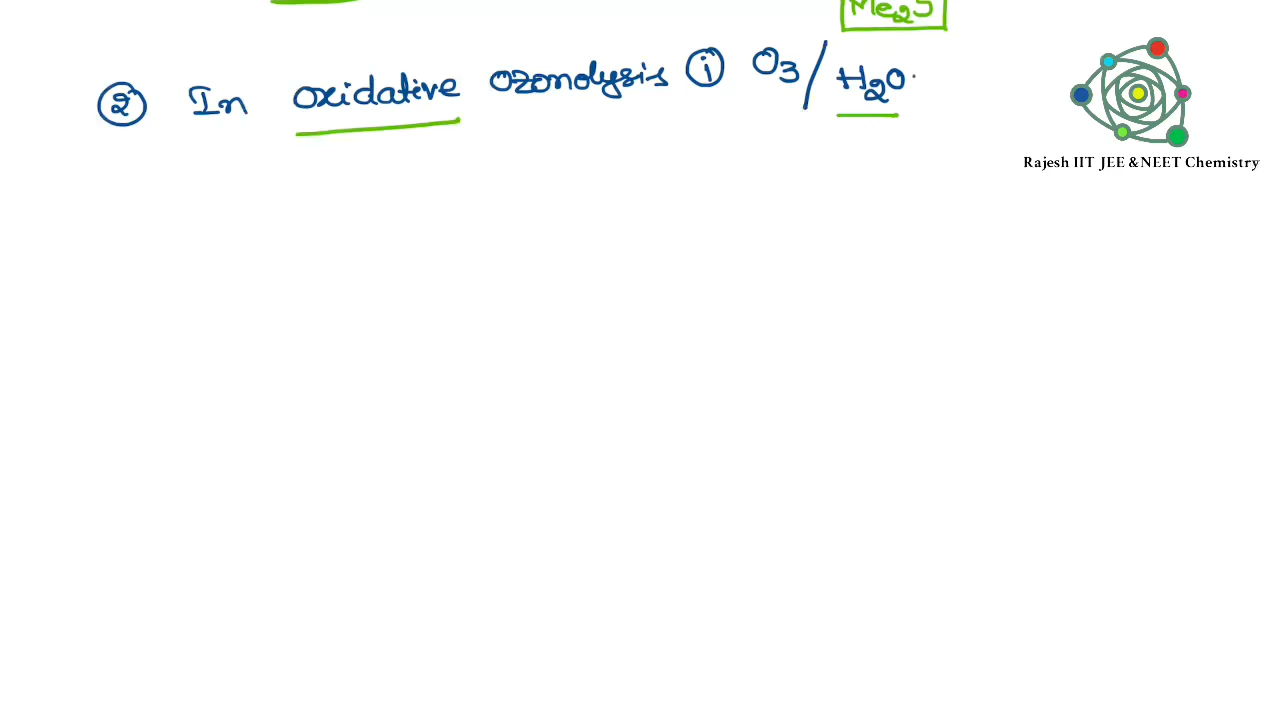 Me2S
② In oxidative ozonolysis ⓘ O3/H2O
Rajesh IIT JEE &NEET Chemistry